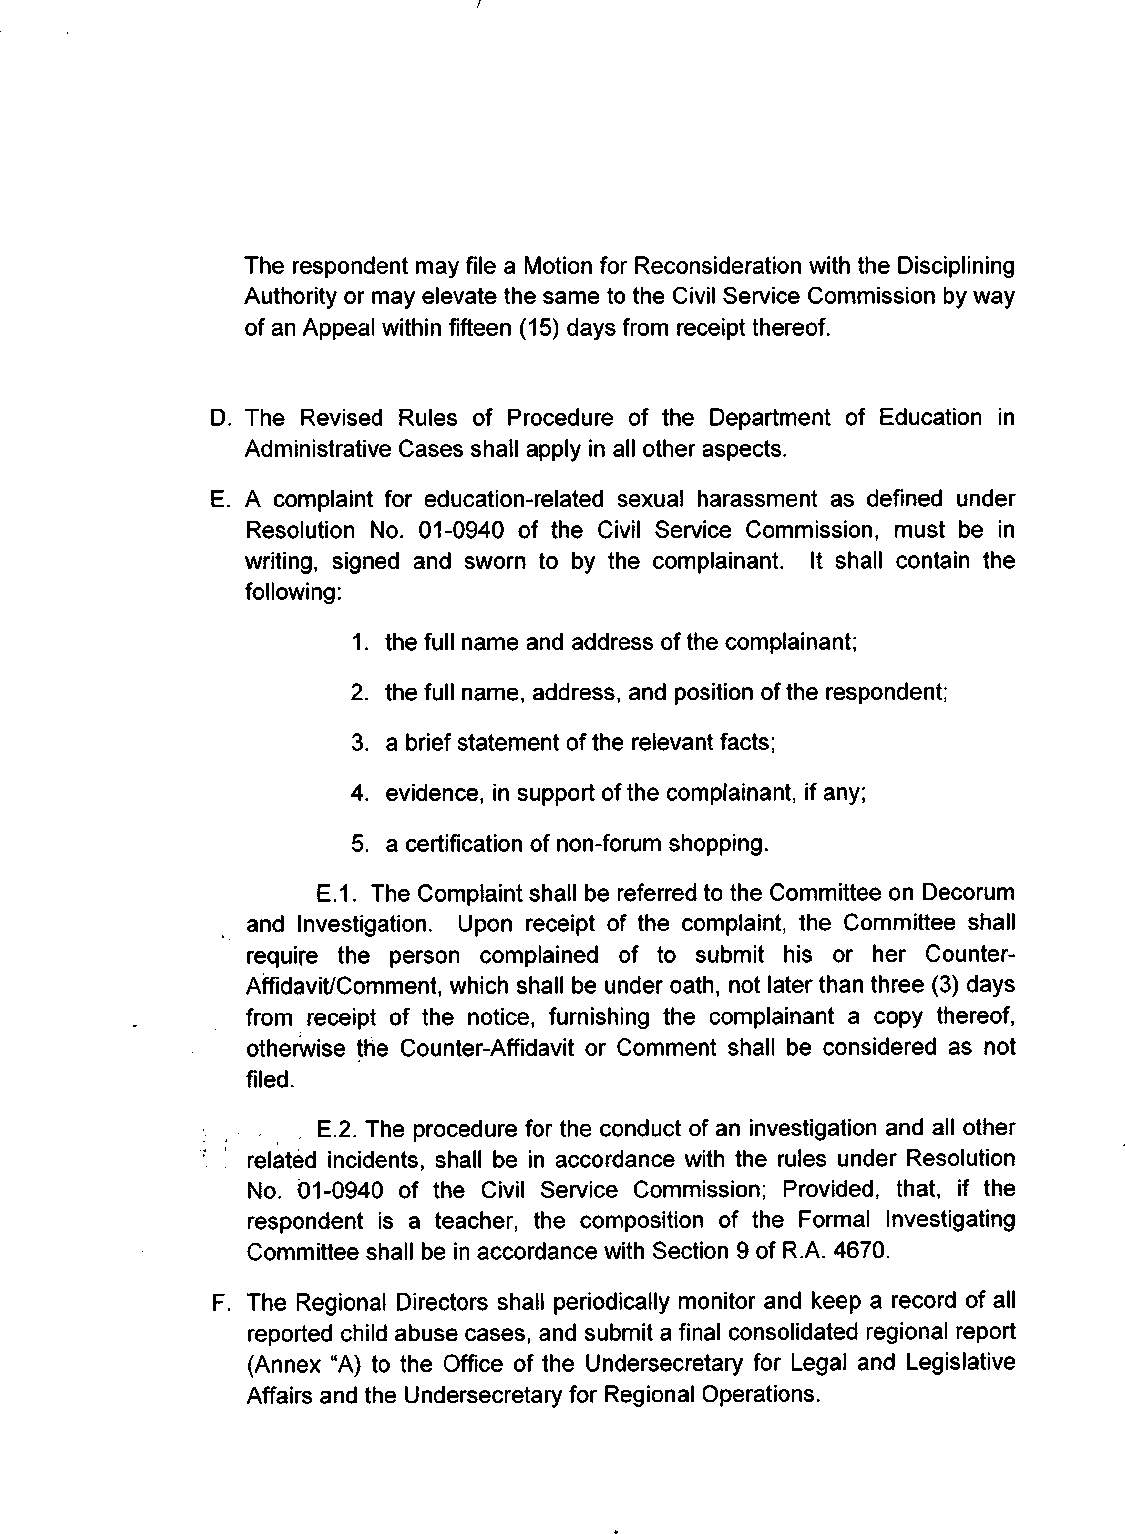 The respondent may file a Motion for Reconsideration with the Disciplining
Authority or may elevate the same to the Civil Service Commission by way
of an Appeal within fifteen (15) days from receipt thereof.
D. The Revised Rules of Procedure of the Department of Education in
Administrative Cases shall apply in all other aspects.
E. A complaint for education-related sexual harassment as defined under
Resolution No. 01-0940 of the Civil Service Commission, must be in
writing, signed and sworn to by the complainant. It shall contain the
following:
1. the full name and address of the complainant;
2. the full name, address, and position of the respondent;
3. a brief statement of the relevant facts;
4. evidence, in support of the complainant, if any;
5. a certification of non-forum shopping.
E.1. The Complaint shall be referred to the Committee on Decorum
and Investigation. Upon receipt of the complaint, the Committee shall
require the person complained of to submit his or her Counter-
Affidavit/Comment, which shall be under oath, not later than three (3) days
from receipt of the notice, furnishing the complainant a copy thereof,
otherwise the Counter-Affidavit or Comment shall be considered as not
filed.
E.2. The procedure for the conduct of an investigation and all other
related incidents, shall be in accordance with the rules under Resolution
No. 01-0940 of the Civil Service Commission; Provided, that, if the
respondent is a teacher, the composition of the Formal Investigating
Committee shall be in accordance with Section 9 of R.A. 4670.
F. The Regional Directors shall periodically monitor and keep a record of all
reported child abuse cases, and submit a final consolidated regional report
(Annex “A) to the Office of the Undersecretary for Legal and Legislative
Affairs and the Undersecretary for Regional Operations.